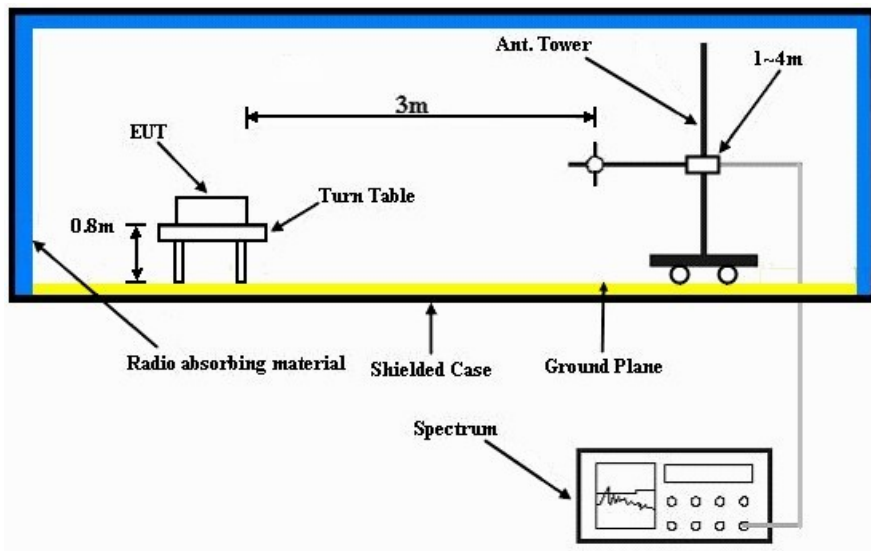 Ant. Tower
1~4m
3m
EUT
Turn Table
0.8m
Radio absorbing material
Shielded Case
Ground Plane
Spectrum